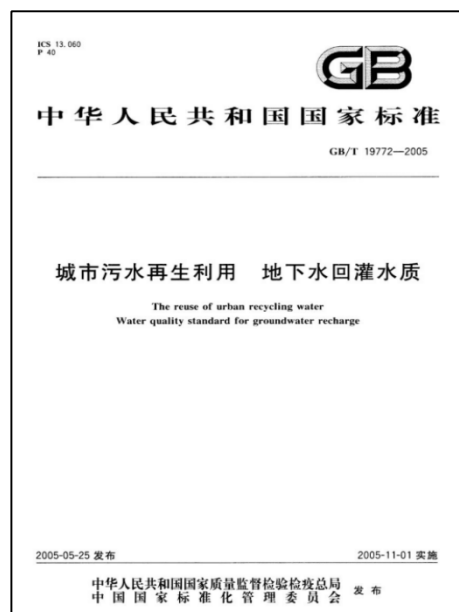 ICS 13.060
P 40
GB
中华人民共和国国家标准
GB/T 19772—2005
城市污水再生利用 地下水回灌水质
The reuse of urban recycling water
Water quality standard for groundwater recharge
2005-05-25 发布
2005-11-01 实施
中华人民共和国国家质量监督检验检疫总局
中国国家标准化管理委员会
发布